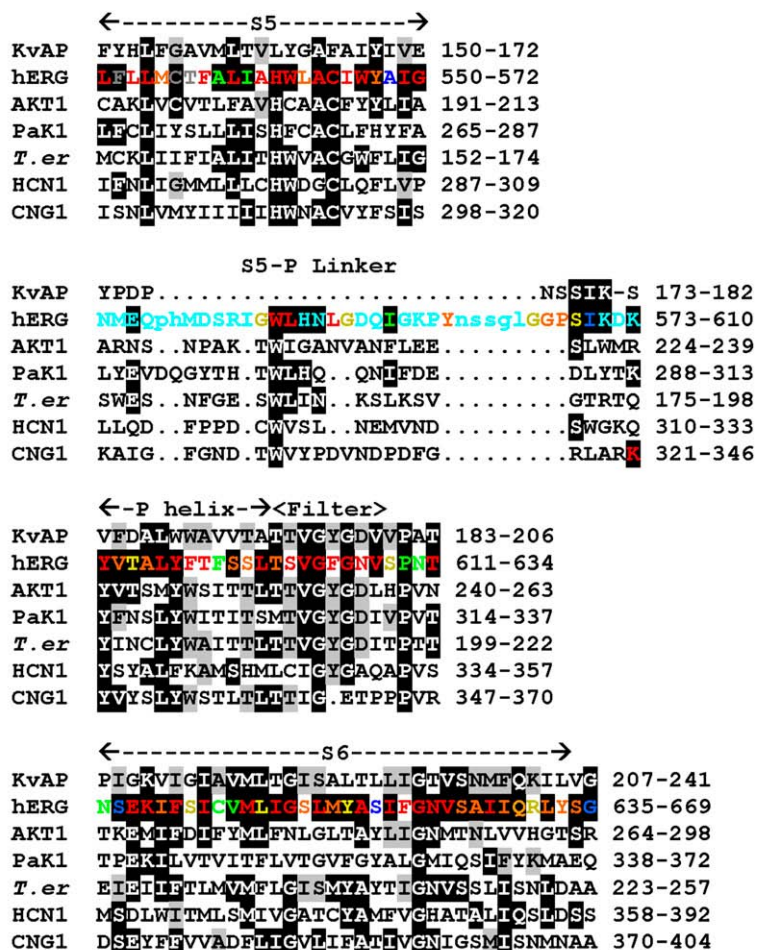 ←----------S5----------→
KvAP FYHLFGAVMLTVLYGAFAIYIVE 150-172
hERG LFLLMCTFALIAHWLACIWYAIG 550-572
AKT1 CAKLVCVTLFAVHCAACFYYLIA 191-213
PaK1 LFCLIYSLLLISHFCACLFHYFA 265-287
T.er MCKLIIFIALITHWVACGWFLIG 152-174
HCN1 IFNLIGMMLLLCHWDGCLQFLVP 287-309
CNG1 ISNLVMYIIIIIHWNACVYFSIS 298-320
S5-P Linker
KvAP YPDP............................NSSIK-S 173-182
hERG NMEQphMDSRIGWLHNLGDQIGKPYnssglGGPSIKDK 573-610
AKT1 ARNS..NPAK.TWIGANVANFLEE.........SLWMR 224-239
PaK1 LYEVDQGYTH.TWLHQ..QNIFDE.........DLYTK 288-313
T.er SWES..NFGE.SWLIN..KSLKSV.........GTRTQ 175-198
HCN1 LLQD..FPPD.CWVSL..NEMVND.........SWGKQ 310-333
CNG1 KAIG..FGND.TWVYPDVNDPDFG.........RLARK 321-346
←-P helix-→<Filter>
KvAP VFDALWWAVVTATTVGYGDVVPAT 183-206
hERG YVTALYFTFSSLTSVGFGNVSPNT 611-634
AKT1 YVTSMYWSITTLTTVGYGDLHPVN 240-263
PaK1 YFNSLYWTITSMTVGYGDIVPVT 314-337
T.er YINCLYWAITTLTTVGYGDITPTT 199-222
HCN1 YSYALFKAMSHMLCIGYGAQAPVS 334-357
CNG1 YVYSLYWSTLTLTTIG.ETPPPVR 347-370
←----------------S6-----------------→
KvAP PIGKVIGIAVMLTGISALTLLIGTVSNMFQKILVG 207-241
hERG NSEKIFSICVMLIGSLMYASIFGNVSAIIQRLYSG 635-669
AKT1 TKEMIFDIFYMLFNLGLTAYLIGNMTNLVVHGTSR 264-298
PaK1 TPEKILVTVITFLVTGVFGYALGMIQSIFYKMAEQ 338-372
T.er EIEIIFTLMVMFLGISMYAYTIGNVSSLISNLDAA 223-257
HCN1 MSDLWITMLSMIVGATCYAMFVGHATALIQSLDSS 358-392
CNG1 DSEYFFVVADFLIGVLIFATIVGNIGSMISNMNAA 370-404